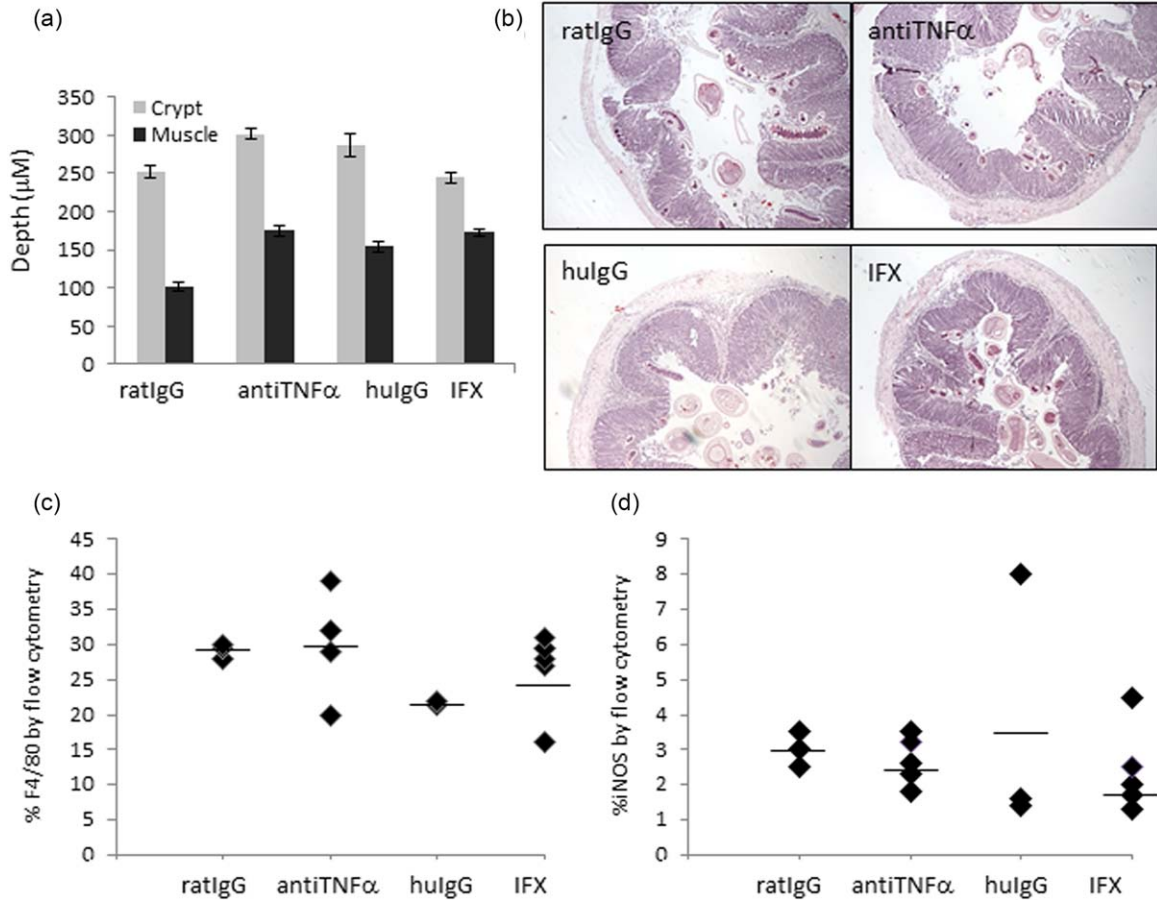 (a)
350
300
250
200
150
100
50
0
Depth (µM)
Crypt
Muscle
ratIgG antiTNFα huIgG IFX
(b)
ratIgG antiTNFα
huIgG IFX
(c)
45
40
35
30
25
20
15
10
5
0
% F4/80 by flow cytometry
ratIgG antiTNFα huIgG IFX
(d)
9
8
7
6
5
4
3
2
1
0
%iNOS by flow cytometry
ratIgG antiTNFα huIgG IFX